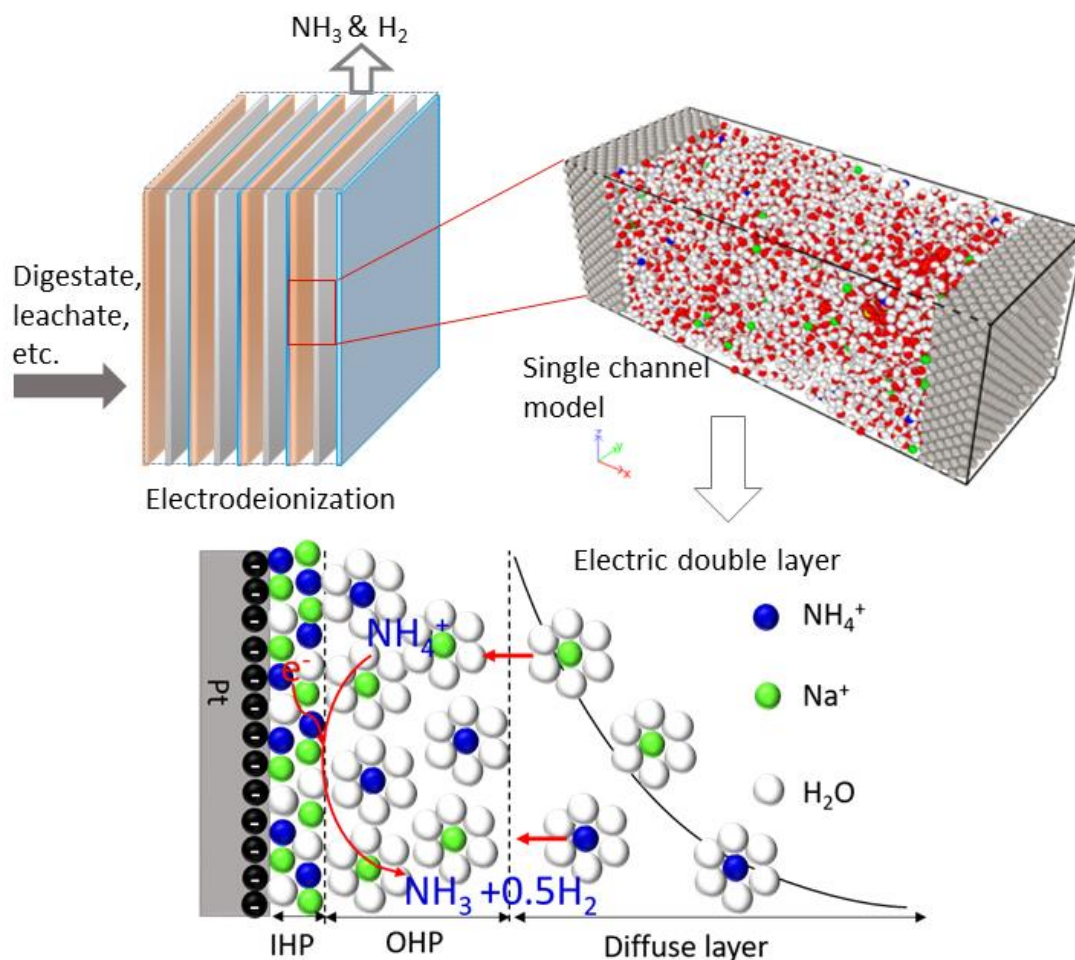 NH₃ & H₂
Digestate,
leachate,
etc.
Single channel
model
Z
Y
X
Electrodeionization
Electric double layer
NH₄⁺
Na⁺
H₂O
NH₄⁺
e⁻
Pt
NH₃ +0.5H₂
IHP
OHP
Diffuse layer